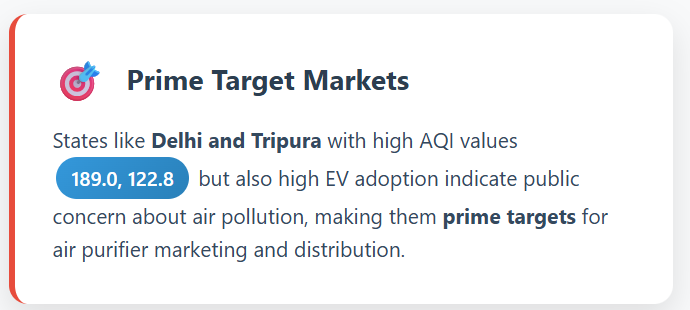 Prime Target Markets
States like Delhi and Tripura with high AQI values
189.0, 122.8 but also high EV adoption indicate public
concern about air pollution, making them prime targets for
air purifier marketing and distribution.